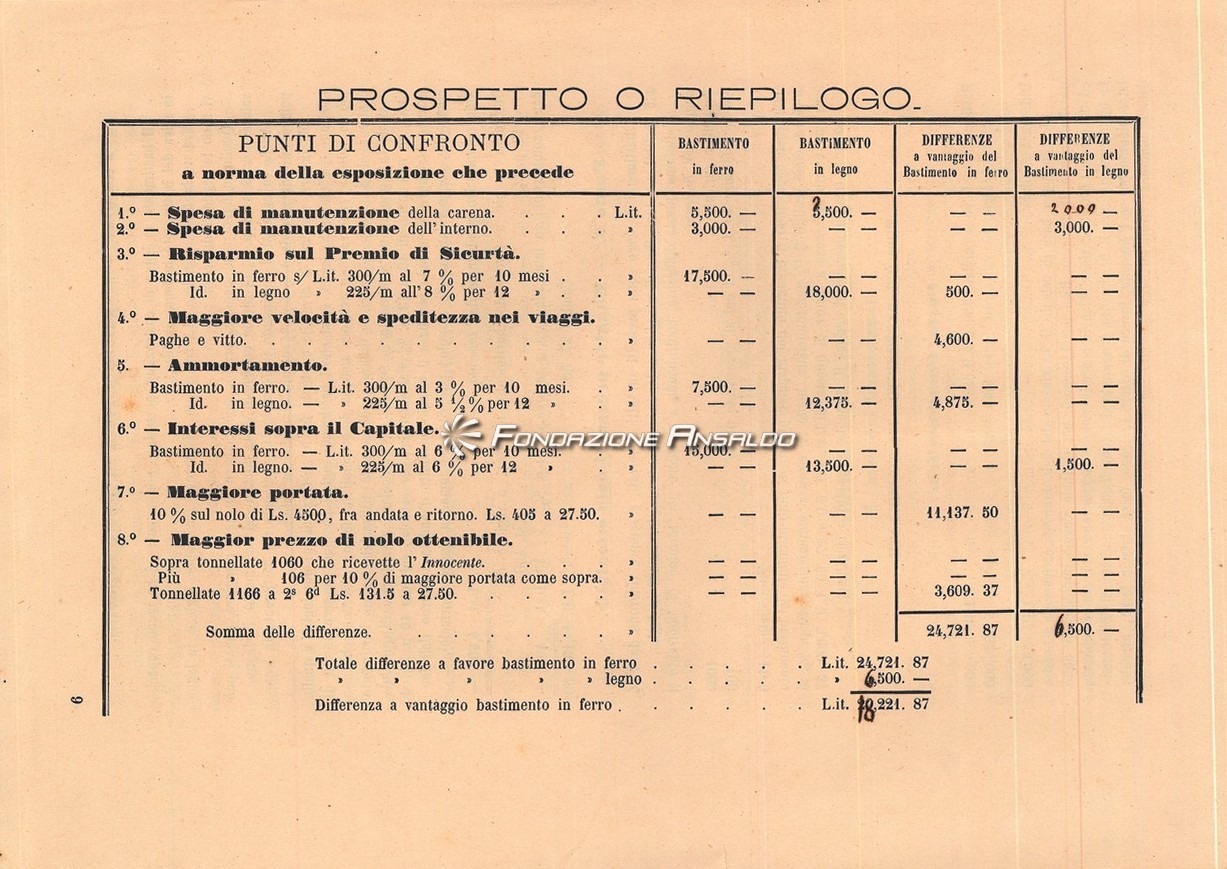 PROSPETTO O RIEPILOGO.
PUNTI DI CONFRONTO
a norma della esposizione che precede
BASTIMENTO
in ferro
BASTIMENTO
in legno
DIFFERENZE
a vantaggio del
Bastimento in ferro
DIFFERENZE
a vantaggio del
Bastimento in legno
1.º — Spesa di manutenzione della carena. . . . L.it. 5,500. — ,500. — — — 2000 —
2.º — Spesa di manutenzione dell'interno. . . . » 3,000. — — — — — 3,000. —
3.º — Risparmio sul Premio di Sicurtà.
Bastimento in ferro s/ L.it. 300/m al 7 % per 10 mesi . . » 17,500. — — — — — — —
Id. in legno » 225/m all'8 % per 12 » . . » — — 18,000. — 500. — — —
4.º — Maggiore velocità e speditezza nei viaggi.
Paghe e vitto. . . . . . . . . . » — — — — 4,600. — — —
5. — Ammortamento.
Bastimento in ferro. — L.it. 300/m al 3 % per 10 mesi. . » 7,500. — — — — — — —
Id. in legno. — » 225/m al 5 1/2 % per 12 » . » — — 12,375. — 4,875. — — —
6.º — Interessi sopra il Capitale.
FONDAZIONE ANSALDO
Bastimento in ferro. — L.it. 300/m al 6 % per 10 mesi. . » 15,000. — — — — — — —
Id. in legno. — » 225/m al 6 % per 12 » . » — — 13,500. — — — 1,500. —
7.º — Maggiore portata.
10 % sul nolo di Ls. 4500, fra andata e ritorno. Ls. 405 a 27.50. » — — — — 11,137. 50 — —
8.º — Maggior prezzo di nolo ottenibile.
Sopra tonnellate 1060 che ricevette l'Innocente. . . . » — — — — — — — —
Più » 106 per 10 % di maggiore portata come sopra. » — — — — — — — —
Tonnellate 1166 a 2s 6d Ls. 131.5 a 27.50. . . . . » — — — — 3,609. 37 — —
Somma delle differenze. . . . . . . » 24,721. 87 6,500. —
Totale differenze a favore bastimento in ferro . . . . . L.it. 24,721. 87
» » » » » legno . . . . . » 6,500. —
Differenza a vantaggio bastimento in ferro . . . . . L.it. 18,221. 87
6